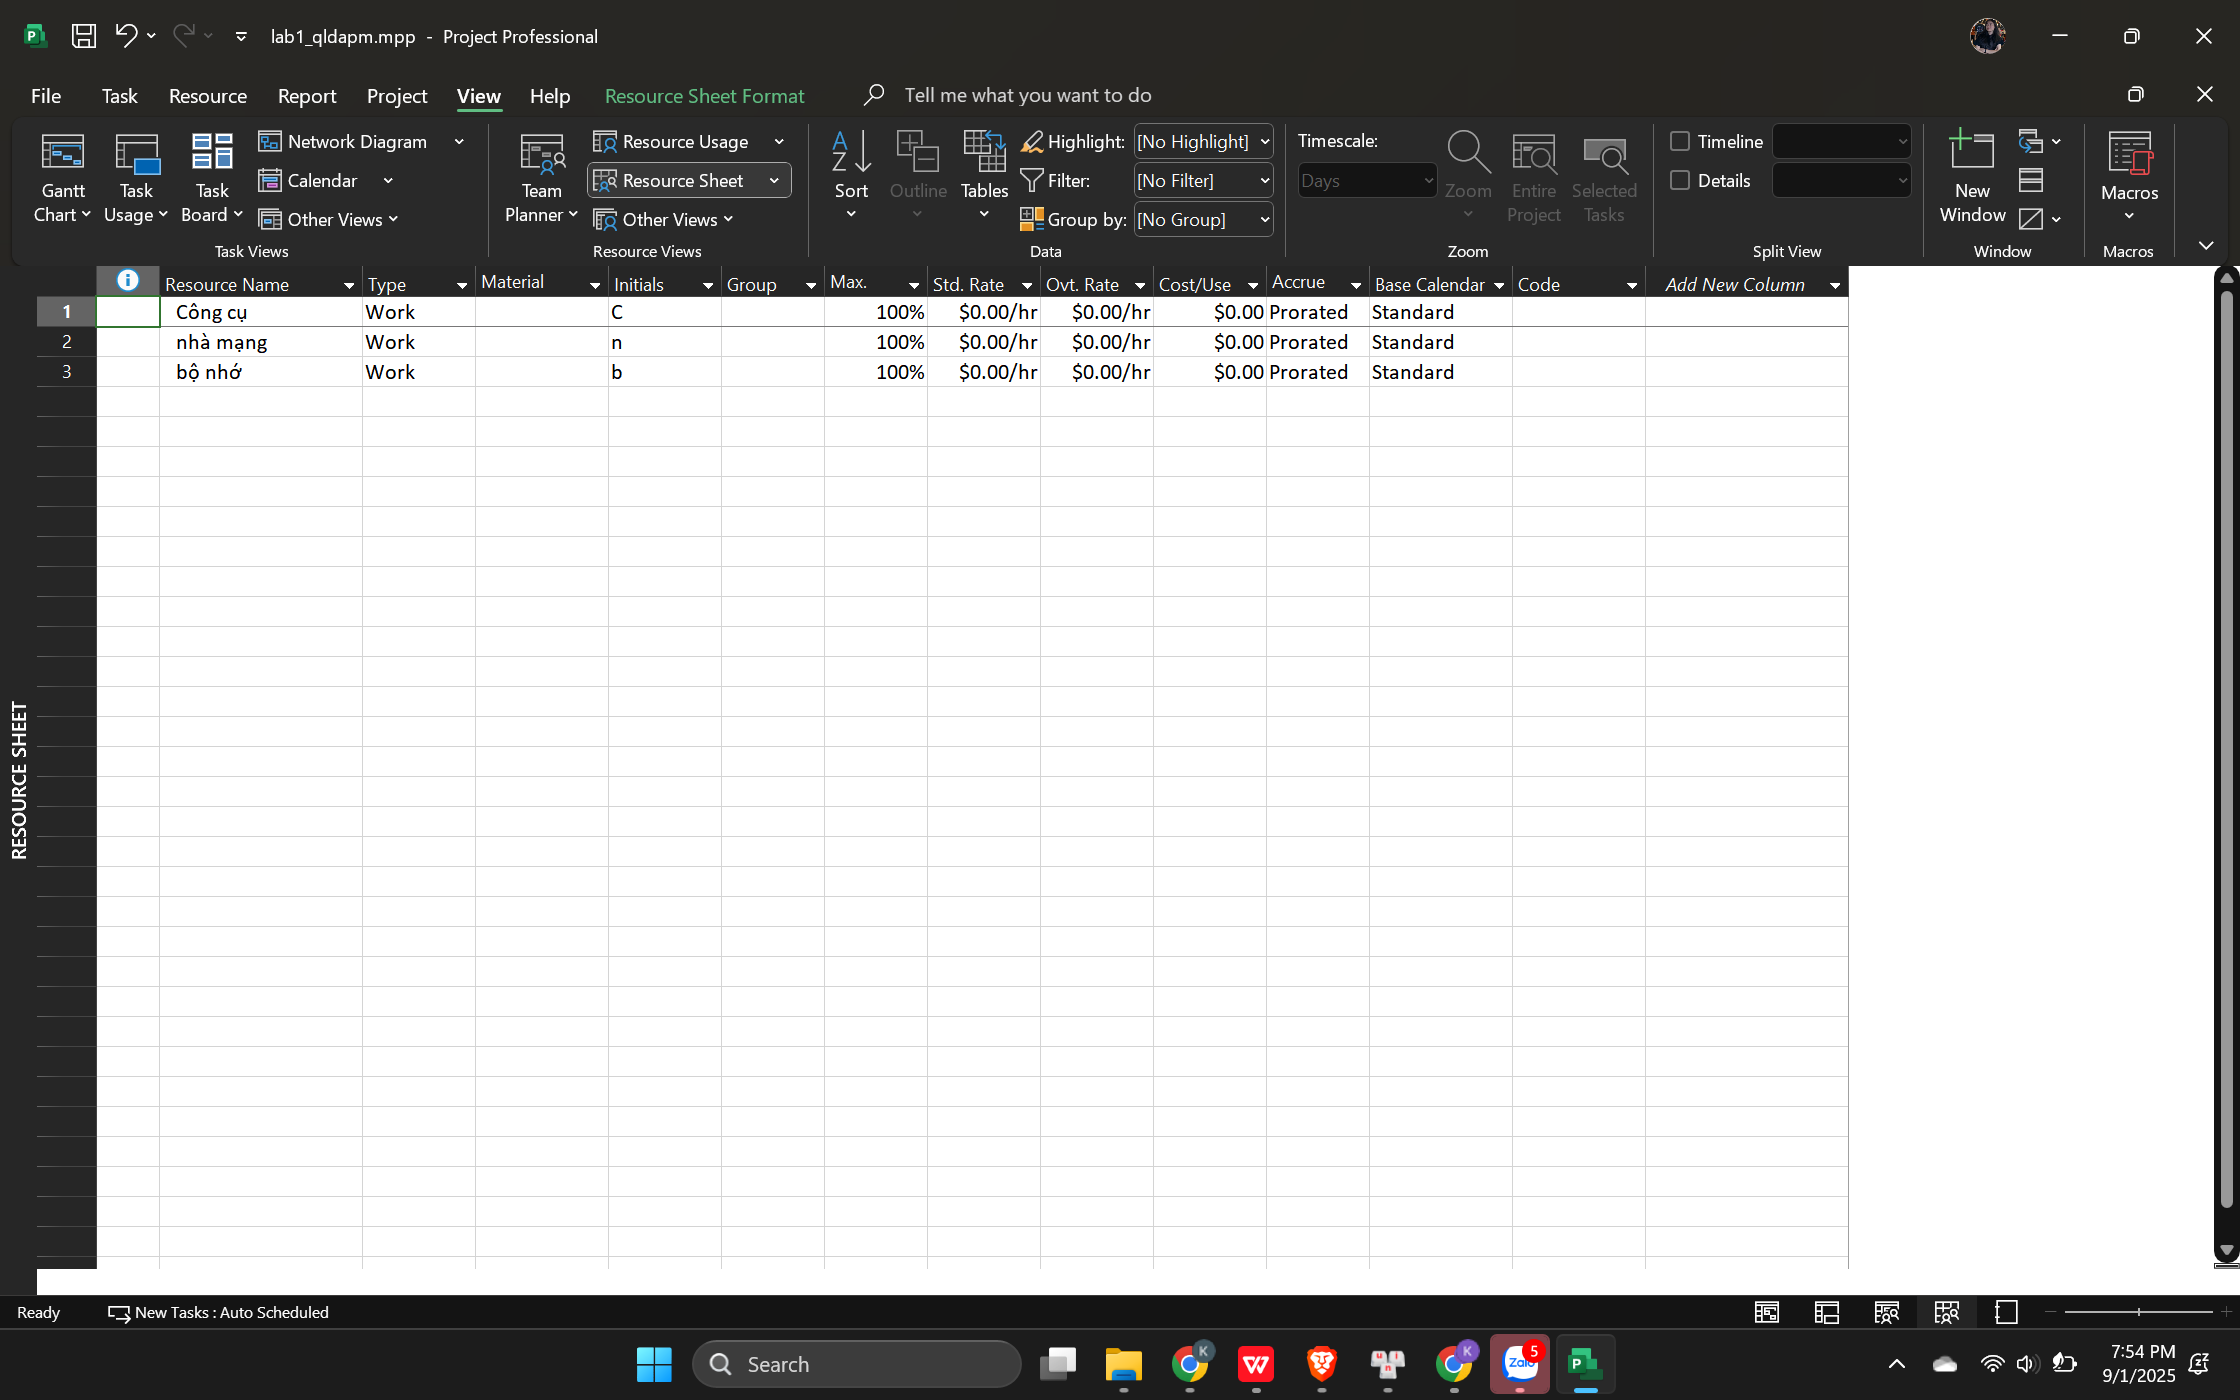 lab1_qldapm.mpp - Project Professional
File Task Resource Report Project View Help Resource Sheet Format Tell me what you want to do
Gantt Chart
Task Usage
Task Board
Network Diagram
Calendar
Other Views
Task Views
Team Planner
Resource Usage
Resource Sheet
Other Views
Resource Views
Sort
Outline
Tables
Highlight: [No Highlight]
Filter: [No Filter]
Group by: [No Group]
Data
Timescale:
Days
Zoom
Entire Project
Selected Tasks
Zoom
Timeline
Details
Split View
New Window
Window
Macros
Macros
Resource Name Type Material Initials Group Max. Std. Rate Ovt. Rate Cost/Use Accrue Base Calendar Code Add New Column
1 Công cụ Work C 100% $0.00/hr $0.00/hr $0.00 Prorated Standard
2 nhà mạng Work n 100% $0.00/hr $0.00/hr $0.00 Prorated Standard
3 bộ nhớ Work b 100% $0.00/hr $0.00/hr $0.00 Prorated Standard
RESOURCE SHEET
Ready New Tasks : Auto Scheduled
Search
K
K
Zalo
5
7:54 PM
9/1/2025